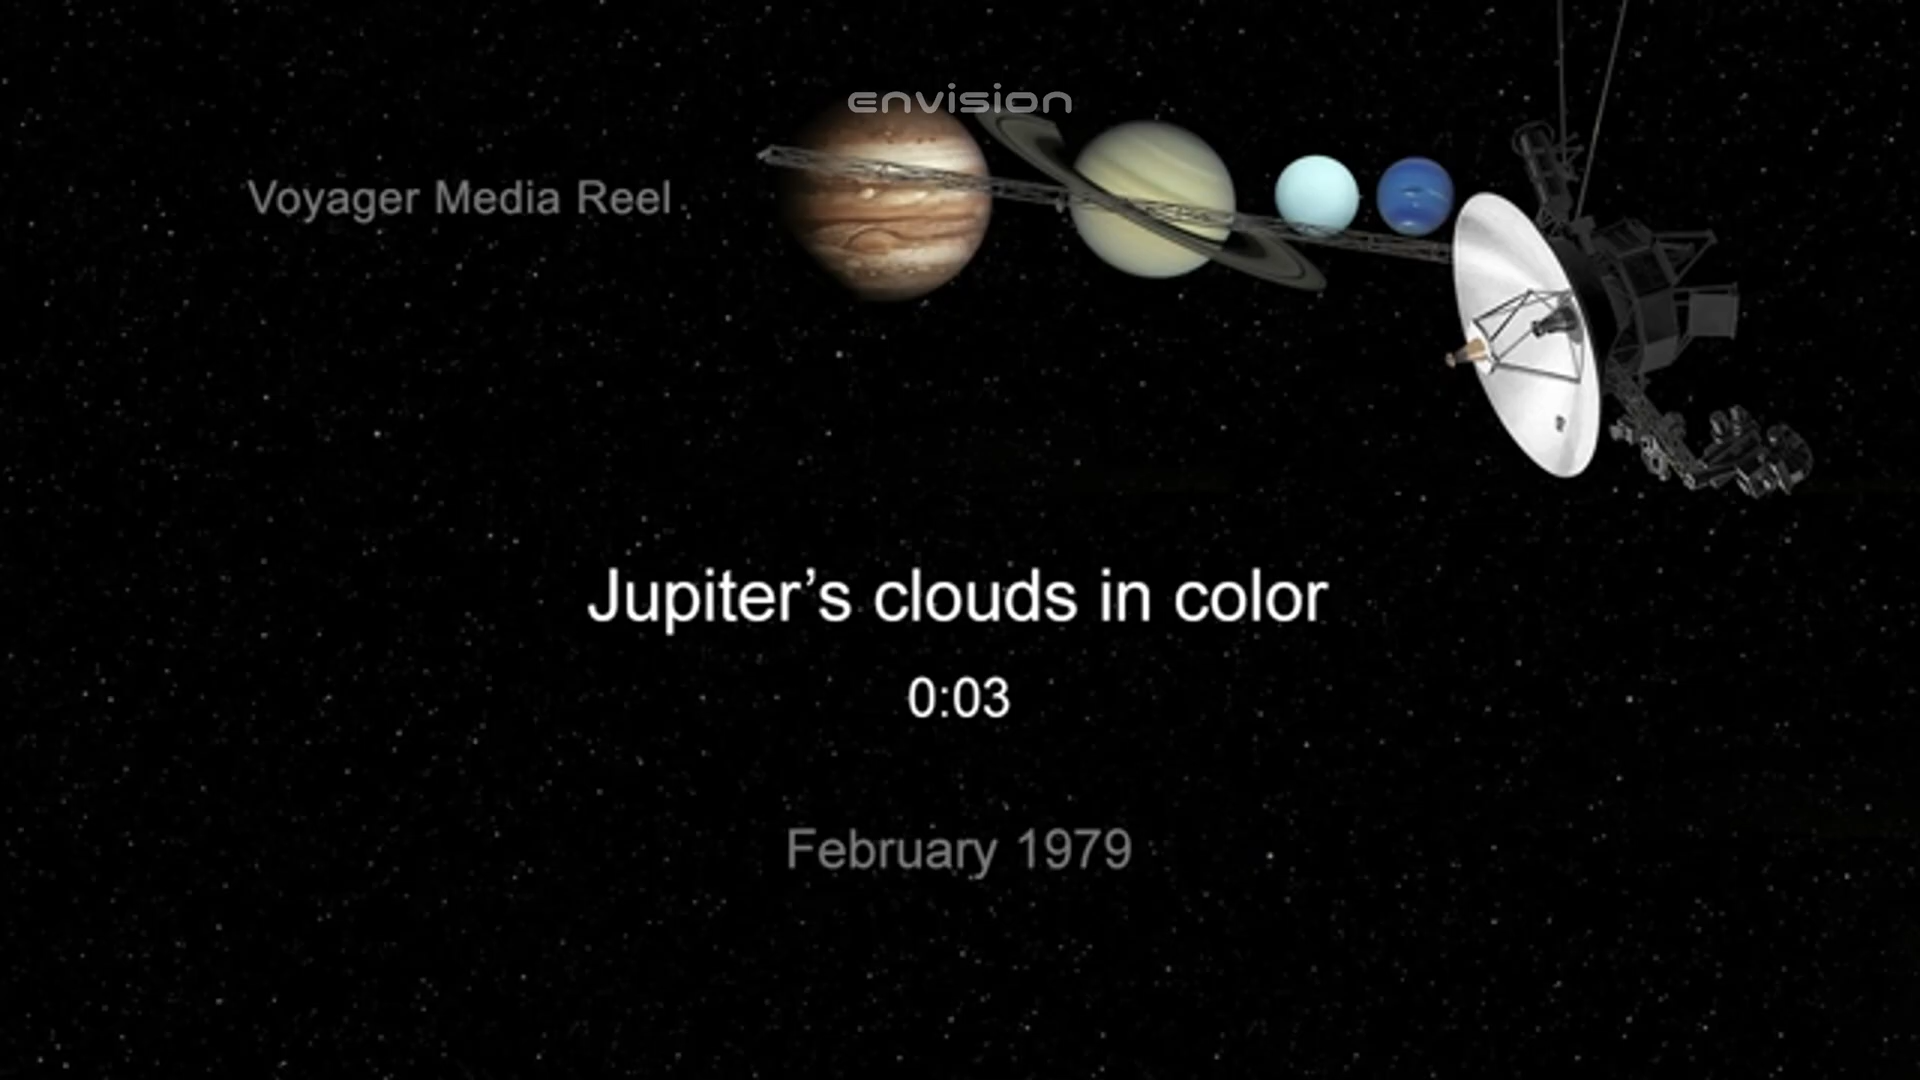 envision
Voyager Media Reel
Jupiter’s clouds in color
0:03
February 1979